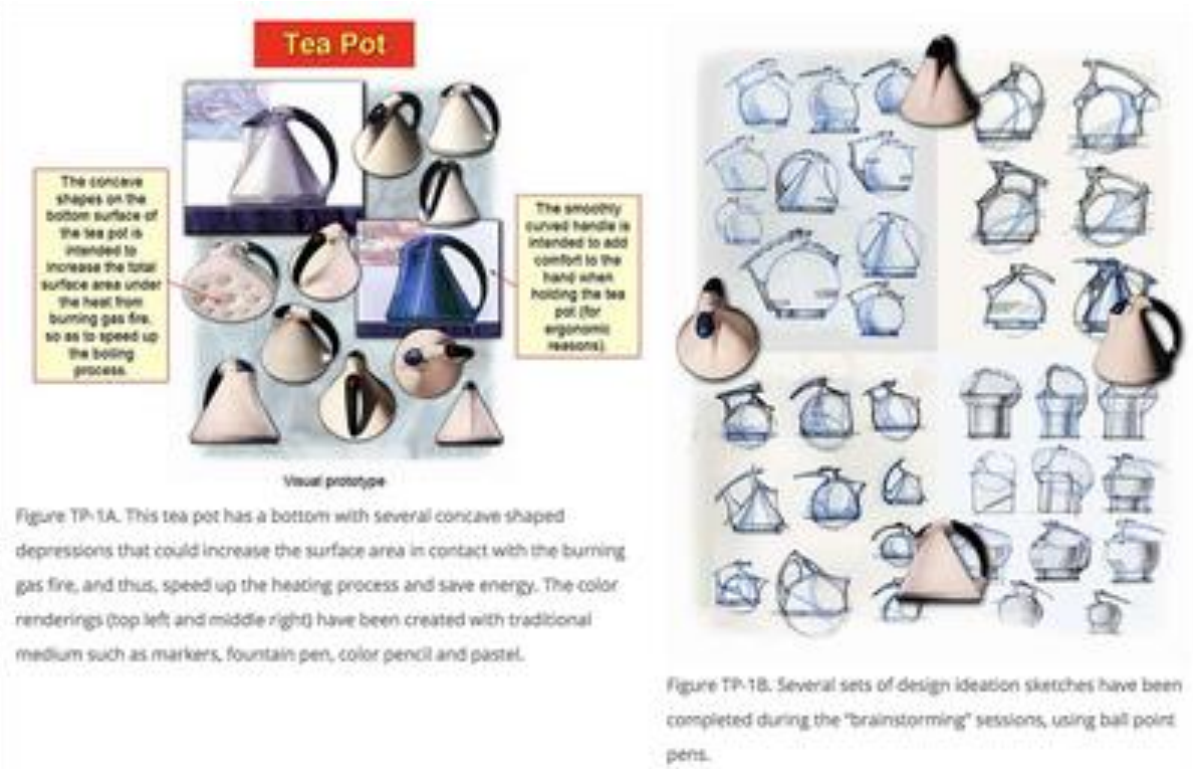 Tea Pot
The concave
shapes on the
bottom surface of
the tea pot is
intended to
increase the total
surface area under
the heat from
burning gas fire,
so as to speed up
the boiling
process.
The smoothly
curved handle is
intended to add
comfort to the
hand when
holding the tea
pot (for
ergonomic
reasons).
Visual prototype
Figure TP-1A. This tea pot has a bottom with several concave shaped
depressions that could increase the surface area in contact with the burning
gas fire, and thus, speed up the heating process and save energy. The color
renderings (top left and middle right) have been created with traditional
medium such as markers, fountain pen, color pencil and pastel.
Figure TP-1B. Several sets of design ideation sketches have been
completed during the "brainstorming" sessions, using ball point
pens.